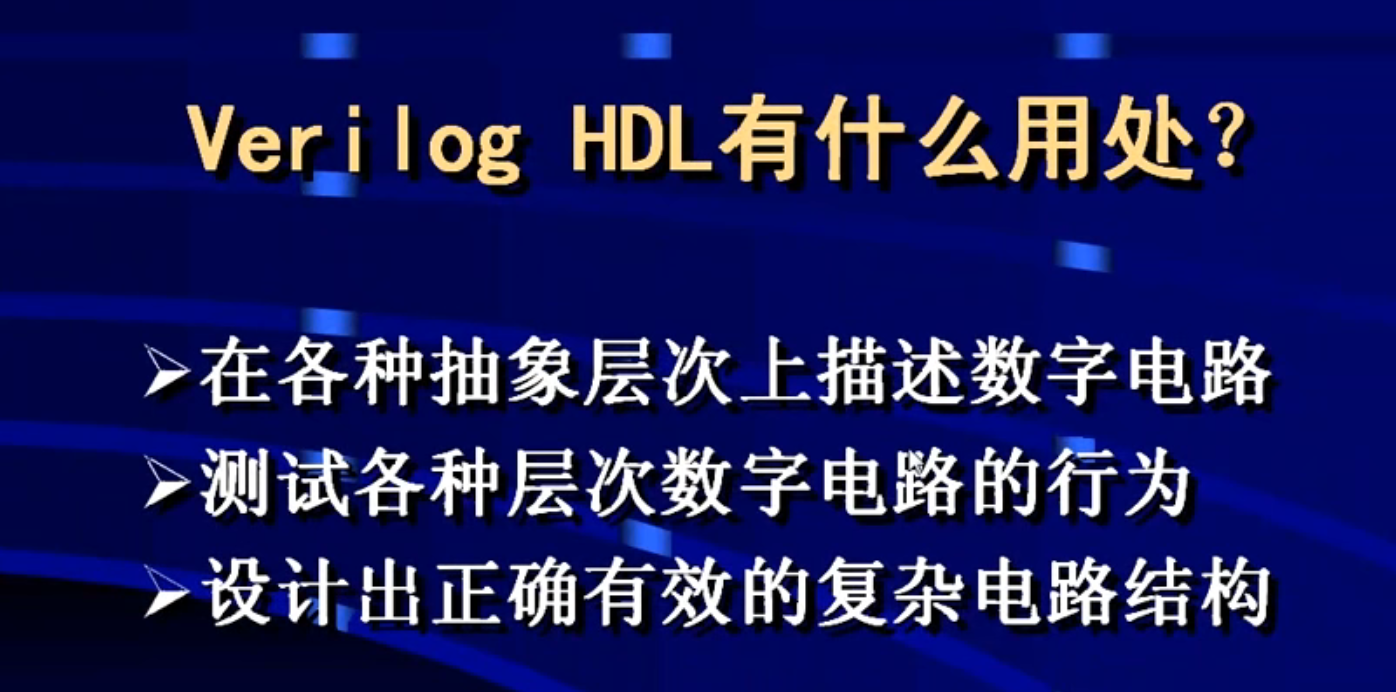 Verilog HDL有什么用处?
➢在各种抽象层次上描述数字电路
➢测试各种层次数字电路的行为
➢设计出正确有效的复杂电路结构